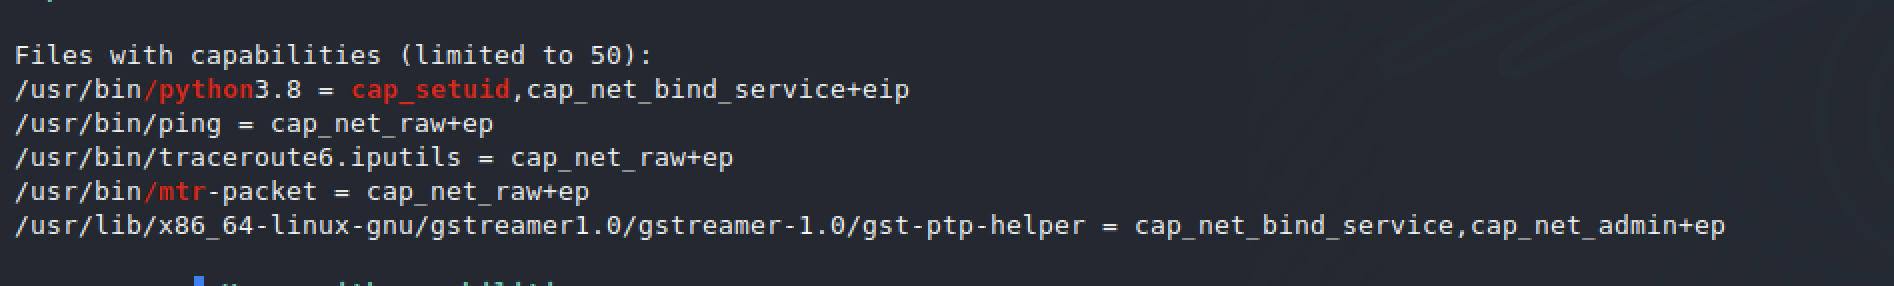 Files with capabilities (limited to 50):
/usr/bin/python3.8 = cap_setuid,cap_net_bind_service+eip
/usr/bin/ping = cap_net_raw+ep
/usr/bin/traceroute6.iputils = cap_net_raw+ep
/usr/bin/mtr-packet = cap_net_raw+ep
/usr/lib/x86_64-linux-gnu/gstreamer1.0/gstreamer-1.0/gst-ptp-helper = cap_net_bind_service,cap_net_admin+ep